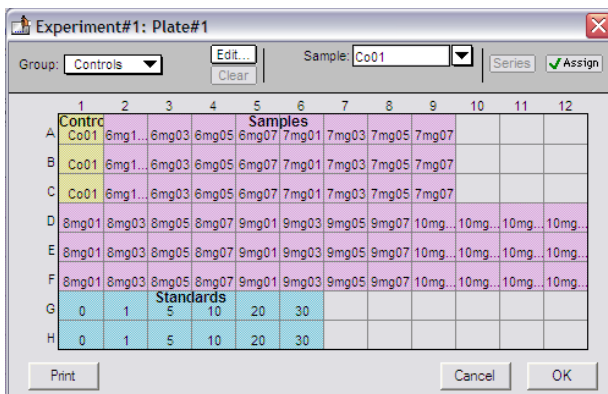 Experiment#1: Plate#1
Group: Controls Edit... Clear Sample: Co01 Series Assign
1 2 3 4 5 6 7 8 9 10 11 12
Contro Samples
A Co01 6mg1... 6mg03 6mg05 6mg07 7mg01 7mg03 7mg05 7mg07
B Co01 6mg1... 6mg03 6mg05 6mg07 7mg01 7mg03 7mg05 7mg07
C Co01 6mg1... 6mg03 6mg05 6mg07 7mg01 7mg03 7mg05 7mg07
D 8mg01 8mg03 8mg05 8mg07 9mg01 9mg03 9mg05 9mg07 10mg... 10mg... 10mg... 10mg...
E 8mg01 8mg03 8mg05 8mg07 9mg01 9mg03 9mg05 9mg07 10mg... 10mg... 10mg... 10mg...
F 8mg01 8mg03 8mg05 8mg07 9mg01 9mg03 9mg05 9mg07 10mg... 10mg... 10mg... 10mg...
Standards
G 0 1 5 10 20 30
H 0 1 5 10 20 30
Print Cancel OK